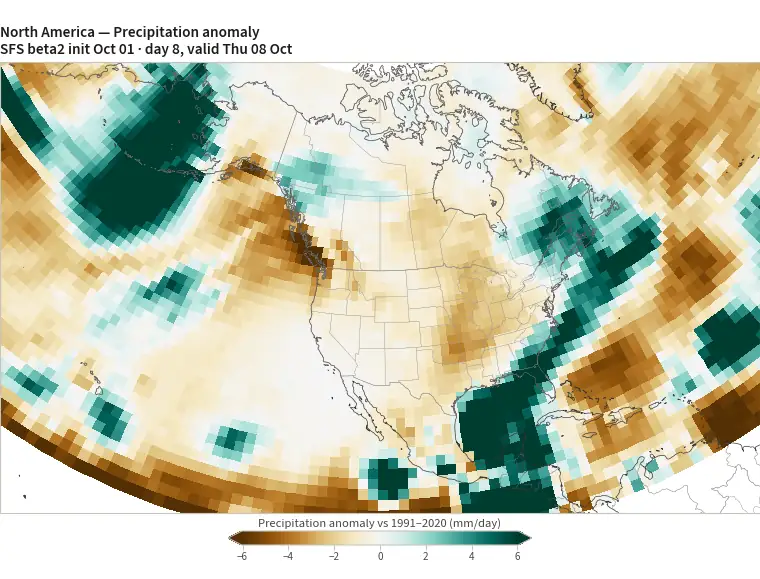 North America — Precipitation anomaly
SFS beta2 init Oct 01 · day 8, valid Thu 08 Oct
Precipitation anomaly vs 1991–2020 (mm/day)
−6 −4 −2 0 2 4 6